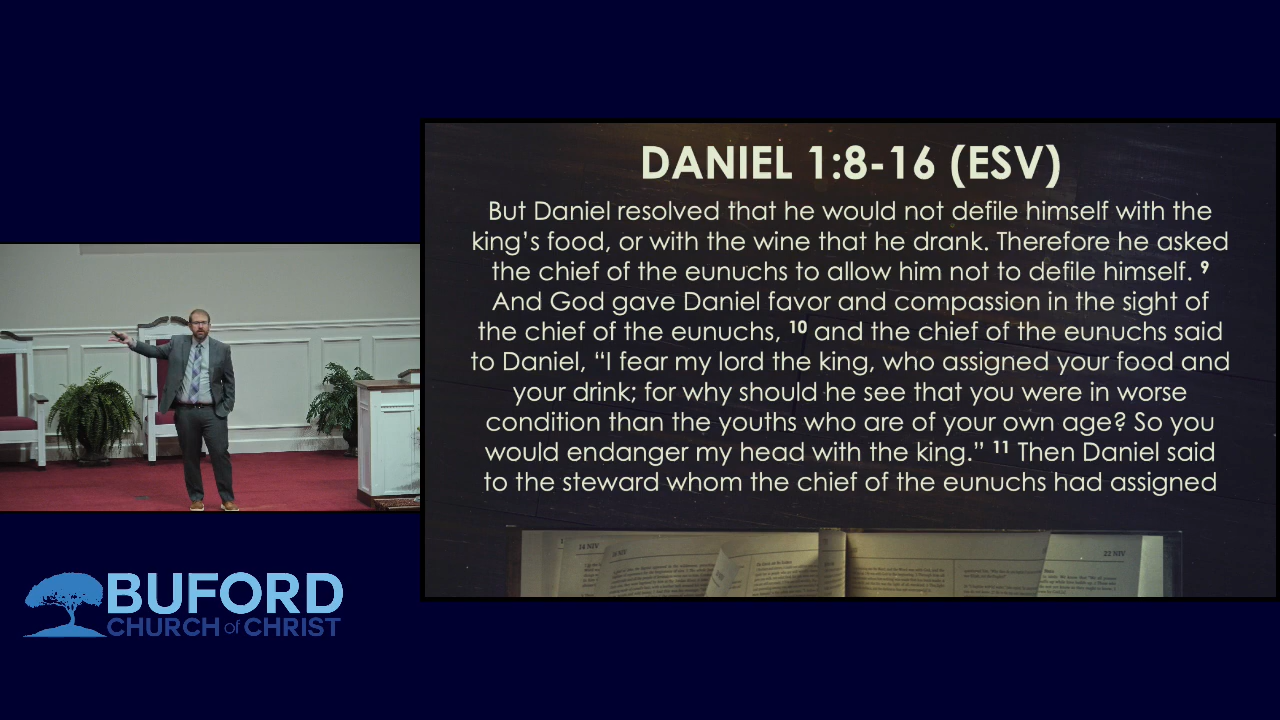 DANIEL 1:8-16 (ESV)
But Daniel resolved that he would not defile himself with the
king’s food, or with the wine that he drank. Therefore he asked
the chief of the eunuchs to allow him not to defile himself. 9
And God gave Daniel favor and compassion in the sight of
the chief of the eunuchs, 10 and the chief of the eunuchs said
to Daniel, “I fear my lord the king, who assigned your food and
your drink; for why should he see that you were in worse
condition than the youths who are of your own age? So you
would endanger my head with the king.” 11 Then Daniel said
to the steward whom the chief of the eunuchs had assigned
22 NIV
BUFORD
CHURCH of CHRIST